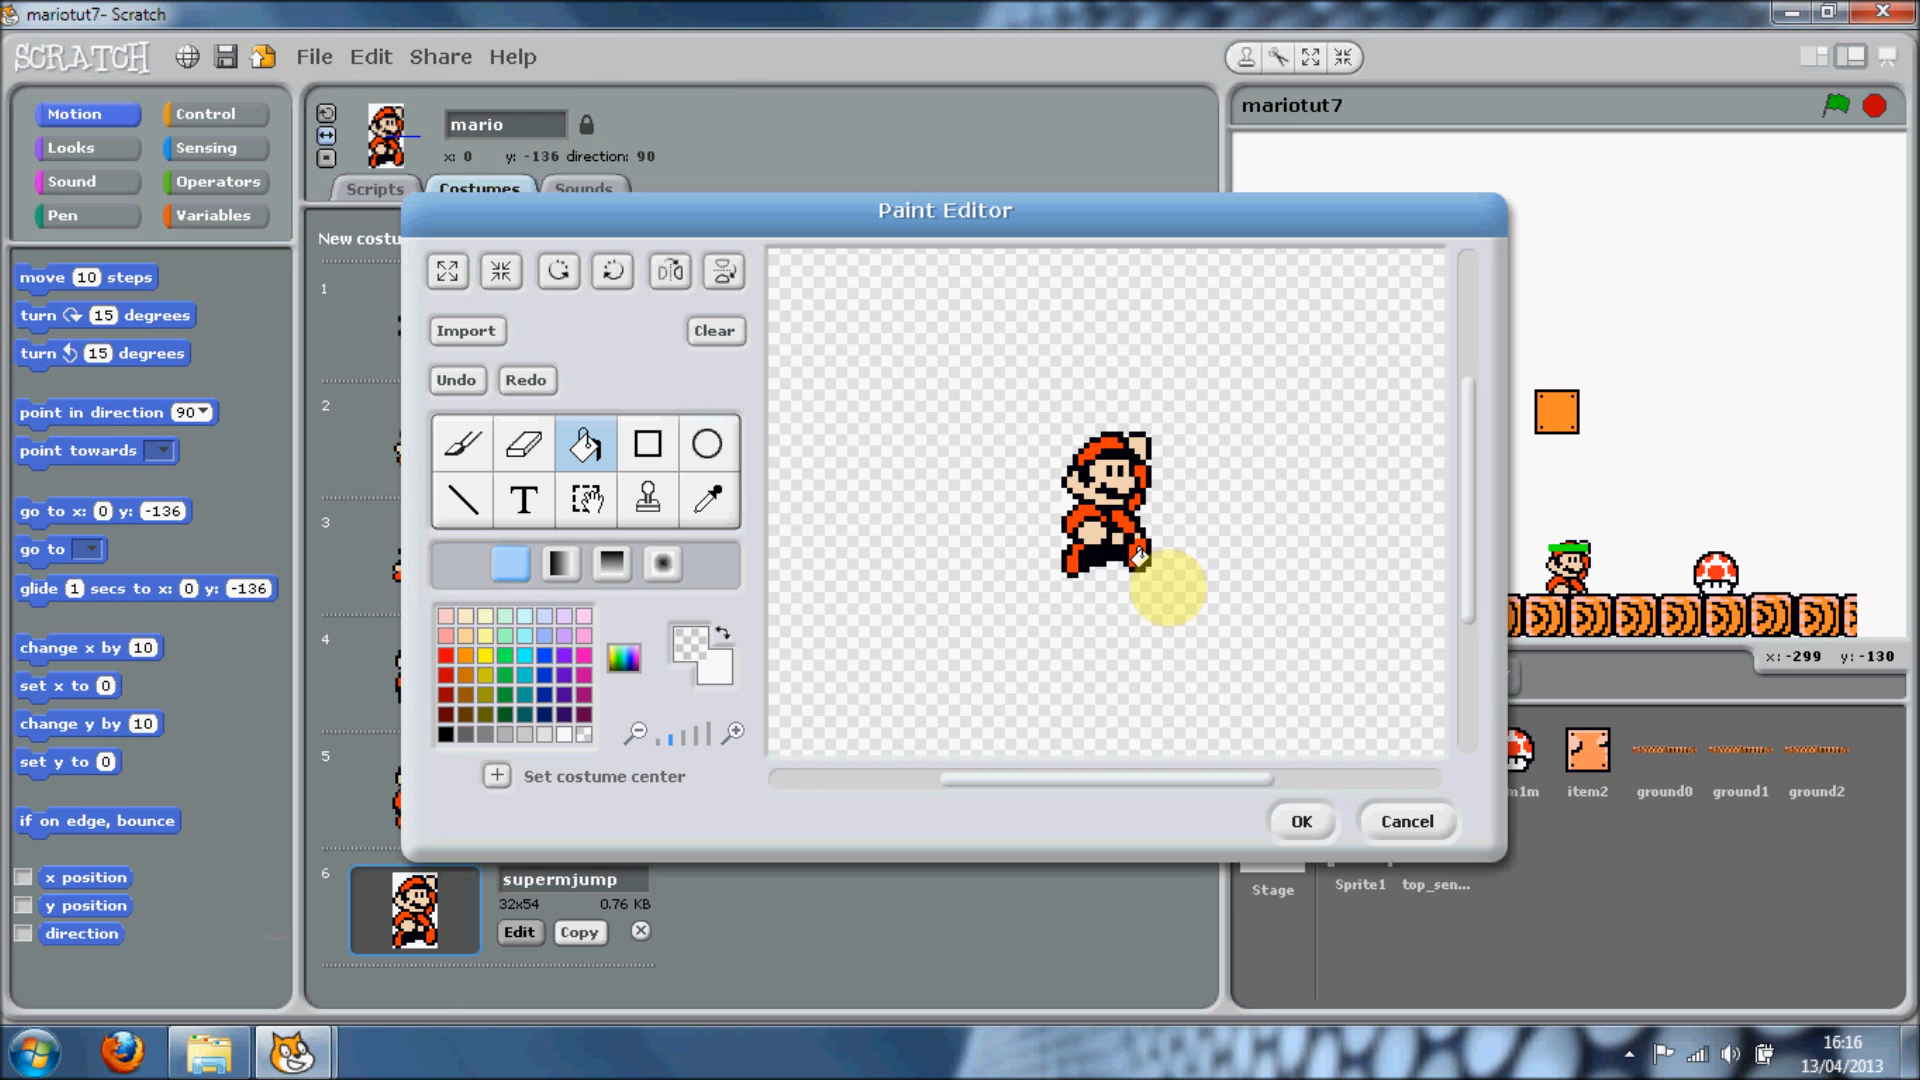 mariotut7- Scratch
SCRATCH
File Edit Share Help
Motion Control
Looks Sensing
Sound Operators
Pen Variables
mario
x: 0 y: -136 direction: 90
Scripts Costumes Sounds
mariotut7
Paint Editor
New costu
Import Clear
Undo Redo
T
Set costume center
OK Cancel
move 10 steps
turn 15 degrees
turn 15 degrees
point in direction 90
point towards
go to x: 0 y: -136
go to
glide 1 secs to x: 0 y: -136
change x by 10
set x to 0
change y by 10
set y to 0
if on edge, bounce
x position
y position
direction
1
2
3
4
5
6
supermjump
32x54 0.76 KB
Edit Copy
x: -299 y: -130
m1m item2 ground0 ground1 ground2
Stage Sprite1 top_sen...
16:16
13/04/2013